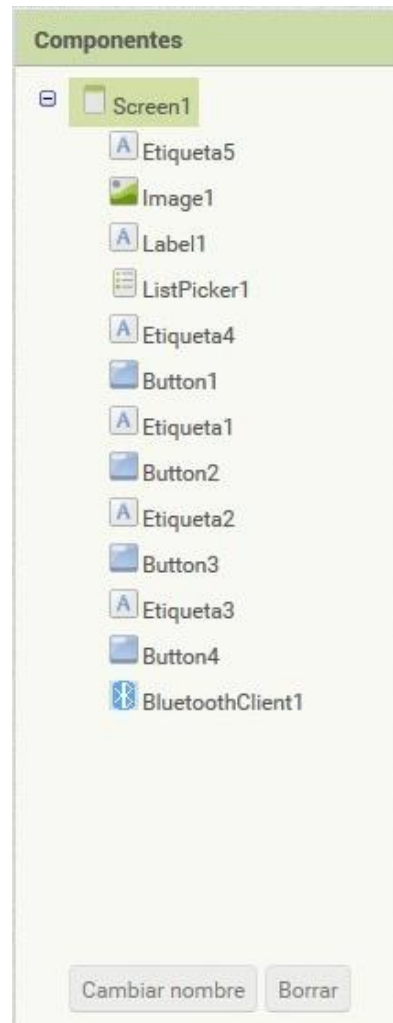 Componentes
Screen1
A Etiqueta5
Image1
A Label1
ListPicker1
A Etiqueta4
Button1
A Etiqueta1
Button2
A Etiqueta2
Button3
A Etiqueta3
Button4
BluetoothClient1
Cambiar nombre Borrar